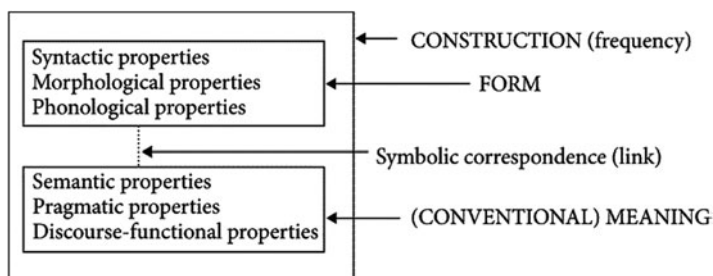 CONSTRUCTION (frequency)
Syntactic properties
Morphological properties
Phonological properties
FORM
Symbolic correspondence (link)
Semantic properties
Pragmatic properties
Discourse-functional properties
(CONVENTIONAL) MEANING